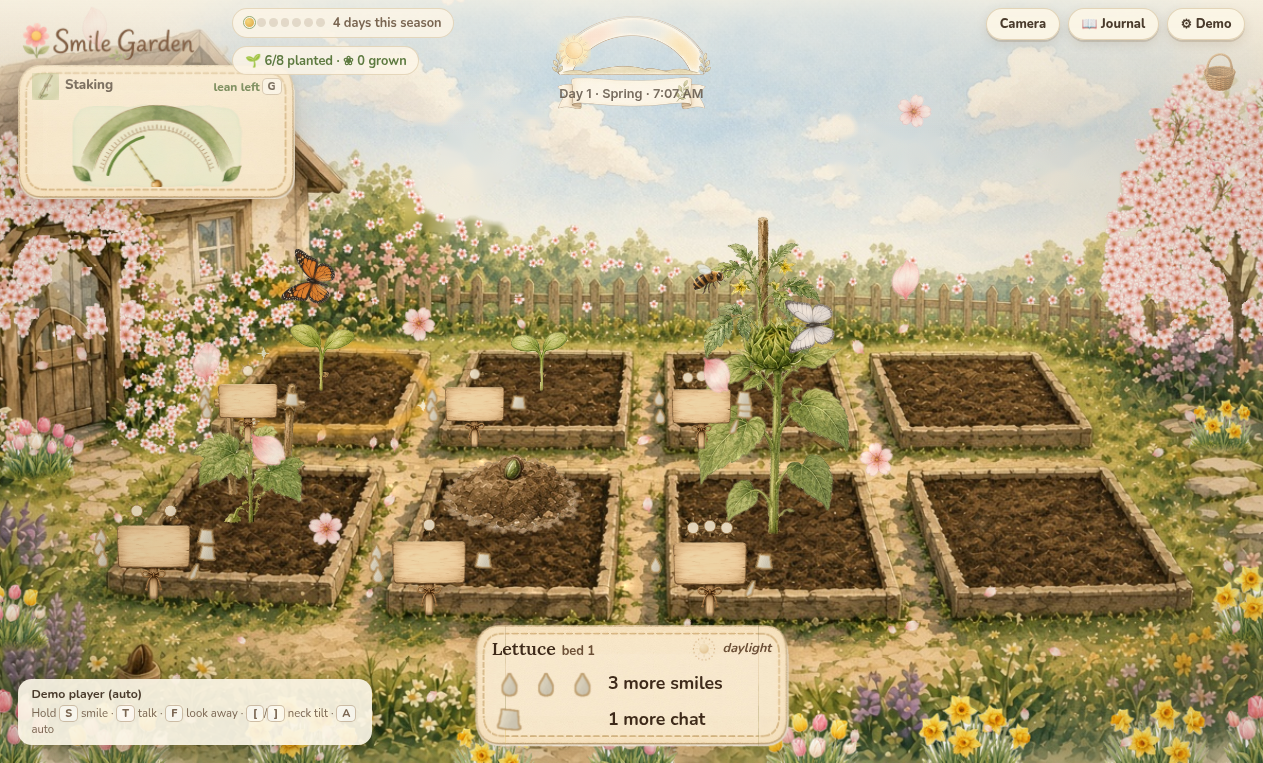 Smile Garden
4 days this season
🌱 6/8 planted · ❀ 0 grown
Staking
lean left G
Day 1 · Spring · 7:07 AM
Camera
📖 Journal
⚙ Demo
Lettuce bed 1
daylight
3 more smiles
1 more chat
Demo player (auto)
Hold S smile · T talk · F look away · [ / ] neck tilt · A
auto